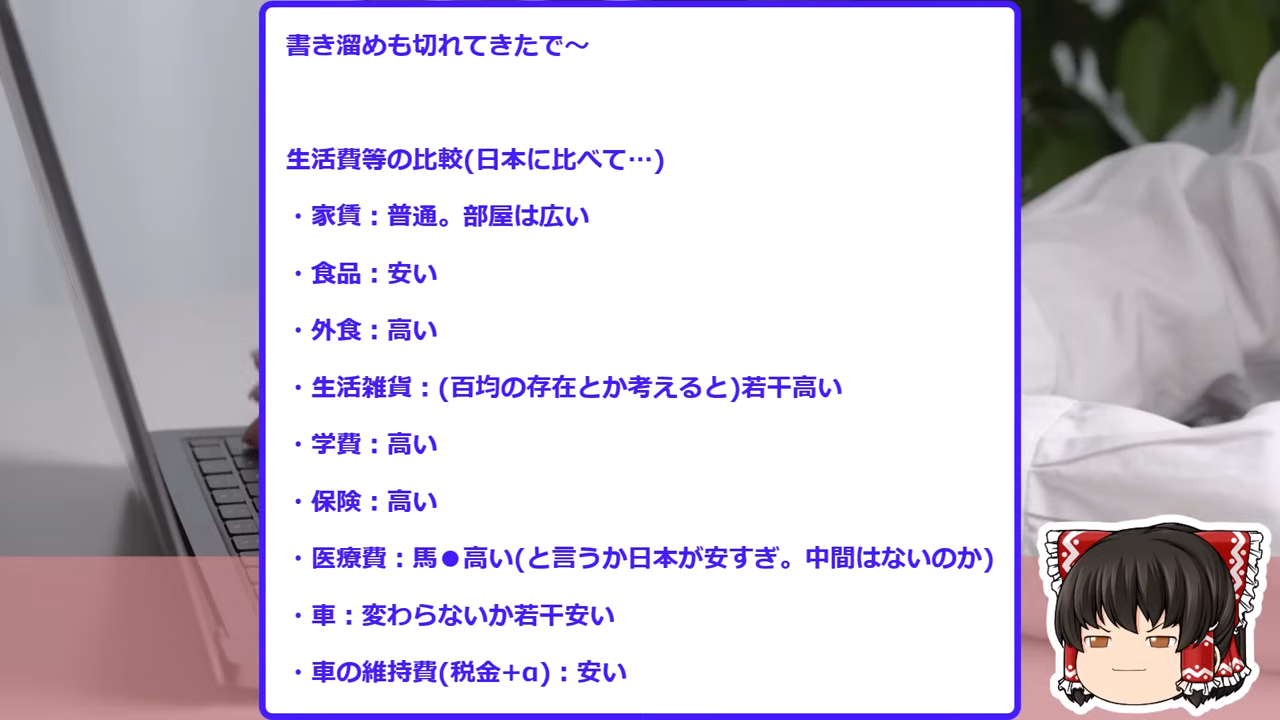 書き溜めも切れてきたで～
生活費等の比較(日本に比べて…)
・家賃：普通。部屋は広い
・食品：安い
・外食：高い
・生活雑貨：(百均の存在とか考えると)若干高い
・学費：高い
・保険：高い
・医療費：馬●高い(と言うか日本が安すぎ。中間はないのか)
・車：変わらないか若干安い
・車の維持費(税金+α)：安い